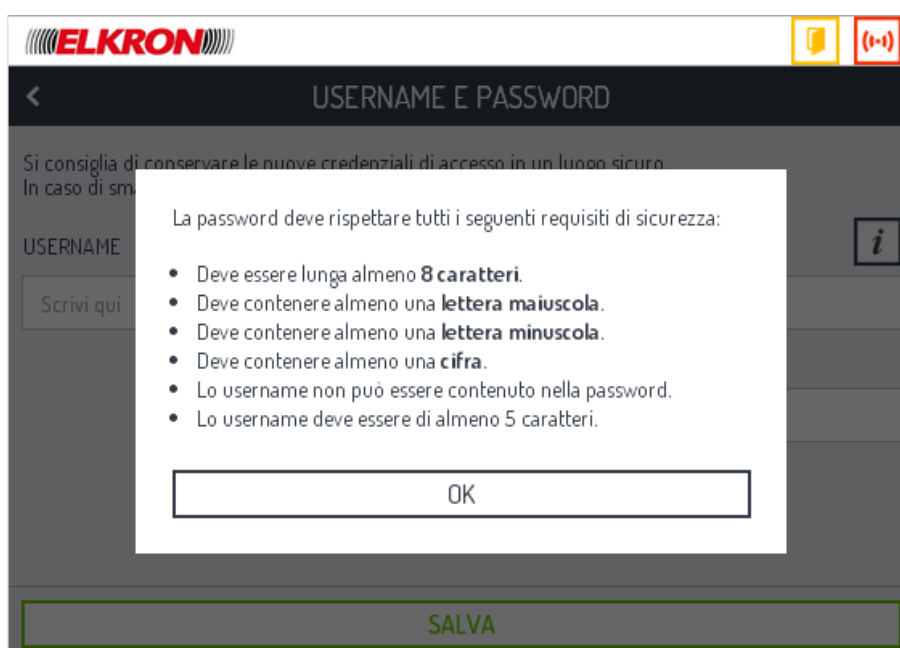 ELKRON
USERNAME E PASSWORD
Si consiglia di conservare le nuove credenziali di accesso in un luogo sicuro.
In caso di sm
La password deve rispettare tutti i seguenti requisiti di sicurezza:
USERNAME
i
• Deve essere lunga almeno 8 caratteri.
Scrivi qui
• Deve contenere almeno una lettera maiuscola.
• Deve contenere almeno una lettera minuscola.
• Deve contenere almeno una cifra.
• Lo username non può essere contenuto nella password.
• Lo username deve essere di almeno 5 caratteri.
OK
SALVA